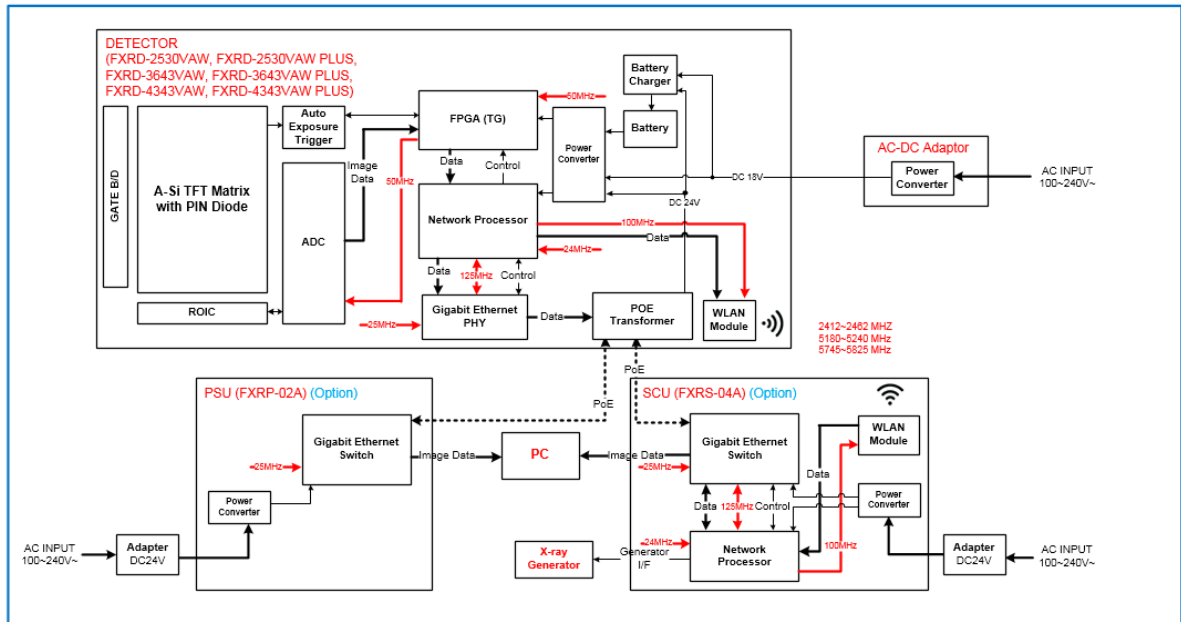 DETECTOR
(FXRD-2530VAW, FXRD-2530VAW PLUS,
FXRD-3643VAW, FXRD-3643VAW PLUS,
FXRD-4343VAW, FXRD-4343VAW PLUS)
GATE B/D
A-Si TFT Matrix
with PIN Diode
ROIC
Auto
Exposure
Trigger
ADC
Image
Data
50MHz
FPGA (TG)
50MHz
Data
Control
Network Processor
Data
125MHz
Control
Gigabit Ethernet
PHY
25MHz
Data
Power
Converter
Battery
Charger
Battery
DC 18V
DC 24V
100MHz
Data
24MHz
POE
Transformer
WLAN
Module
AC-DC Adaptor
Power
Converter
AC INPUT
100~240V~
2412~2462 MHZ
5180~5240 MHz
5745~5825 MHz
PoE
PoE
PSU (FXRP-02A) (Option)
Gigabit Ethernet
Switch
25MHz
Power
Converter
AC INPUT
100~240V~
Adapter
DC24V
Image Data
PC
Image Data
X-ray
Generator
Generator
I/F
SCU (FXRS-04A) (Option)
Gigabit Ethernet
Switch
25MHz
WLAN
Module
Data
Data
125MHz
Control
Power
Converter
24MHz
Network
Processor
100MHz
Adapter
DC24V
AC INPUT
100~240V~